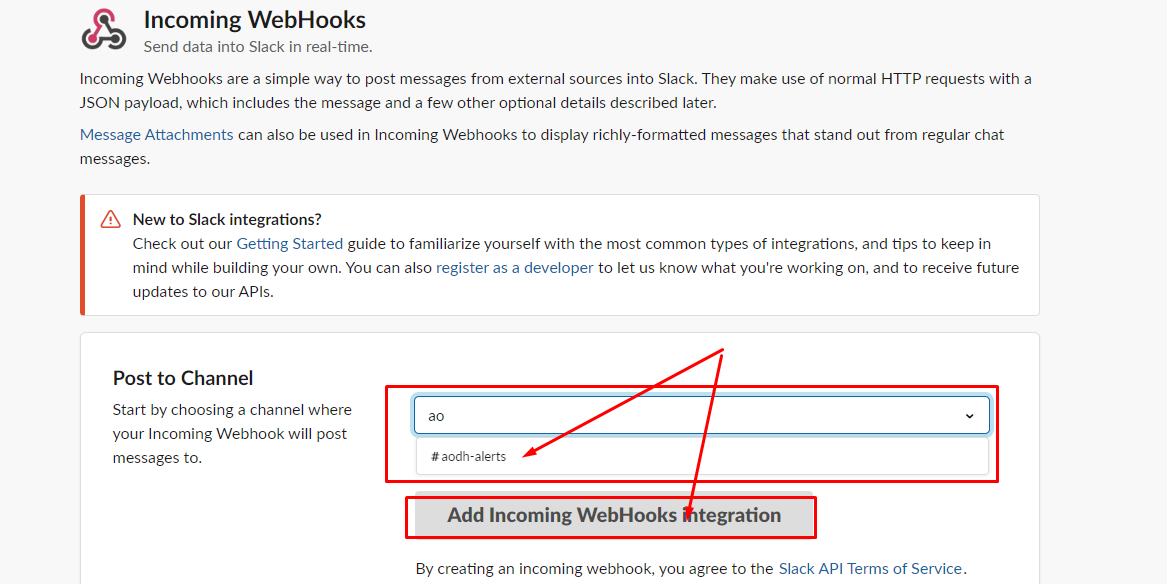 Incoming WebHooks
Send data into Slack in real-time.
Incoming Webhooks are a simple way to post messages from external sources into Slack. They make use of normal HTTP requests with a
JSON payload, which includes the message and a few other optional details described later.
Message Attachments can also be used in Incoming Webhooks to display richly-formatted messages that stand out from regular chat
messages.
New to Slack integrations?
Check out our Getting Started guide to familiarize yourself with the most common types of integrations, and tips to keep in
mind while building your own. You can also register as a developer to let us know what you're working on, and to receive future
updates to our APIs.
Post to Channel
Start by choosing a channel where
your Incoming Webhook will post
messages to.
ao
# aodh-alerts
Add Incoming WebHooks integration
By creating an incoming webhook, you agree to the Slack API Terms of Service.